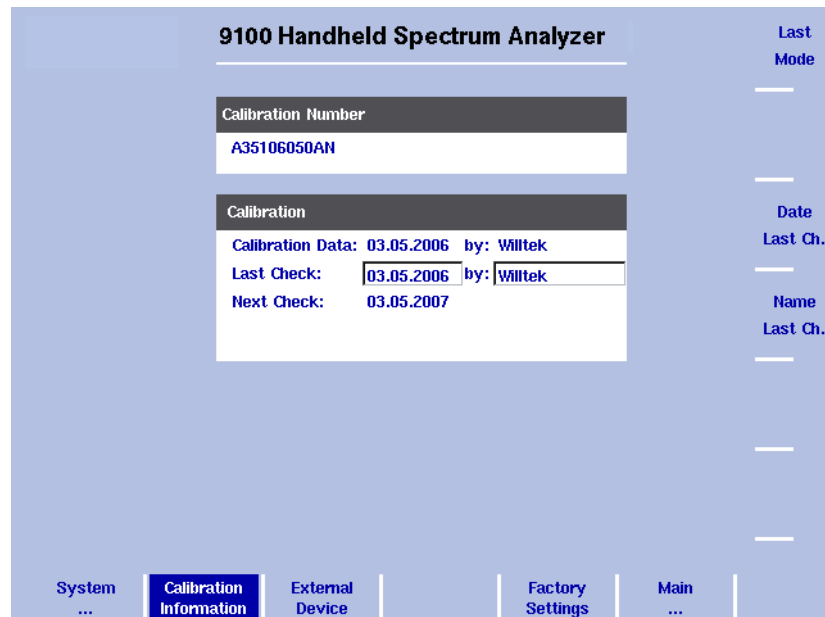 9100 Handheld Spectrum Analyzer
Last
Mode
Calibration Number
A35106050AN
Calibration
Calibration Data: 03.05.2006 by: Willtek
Last Check: 03.05.2006 by: Willtek
Next Check: 03.05.2007
Date
Last Ch.
Name
Last Ch.
System
...
Calibration
Information
External
Device
Factory
Settings
Main
...